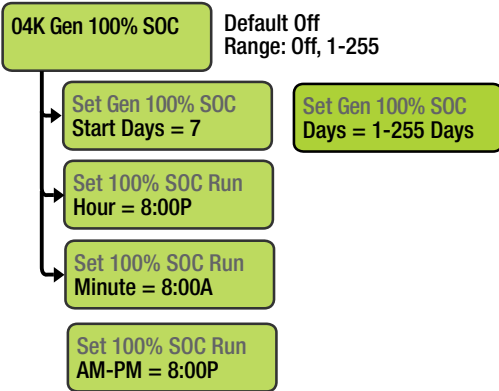 04K Gen 100% SOC
Default Off
Range: Off, 1-255
Set Gen 100% SOC
Start Days = 7
Set Gen 100% SOC
Days = 1-255 Days
Set 100% SOC Run
Hour = 8:00P
Set 100% SOC Run
Minute = 8:00A
Set 100% SOC Run
AM-PM = 8:00P